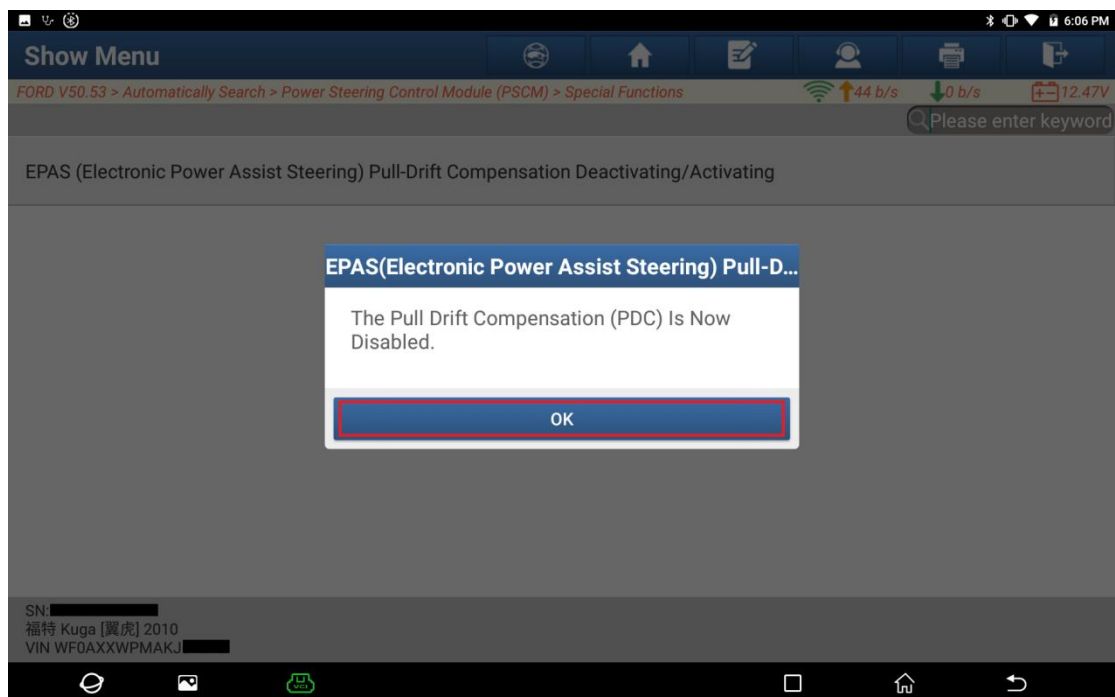 6:06 PM
Show Menu
FORD V50.53 > Automatically Search > Power Steering Control Module (PSCM) > Special Functions
44 b/s
0 b/s
12.47V
Please enter keyword
EPAS (Electronic Power Assist Steering) Pull-Drift Compensation Deactivating/Activating
EPAS(Electronic Power Assist Steering) Pull-D...
The Pull Drift Compensation (PDC) Is Now
Disabled.
OK
SN:
福特 Kuga [翼虎] 2010
VIN WF0AXXWPMAKJ
VCI